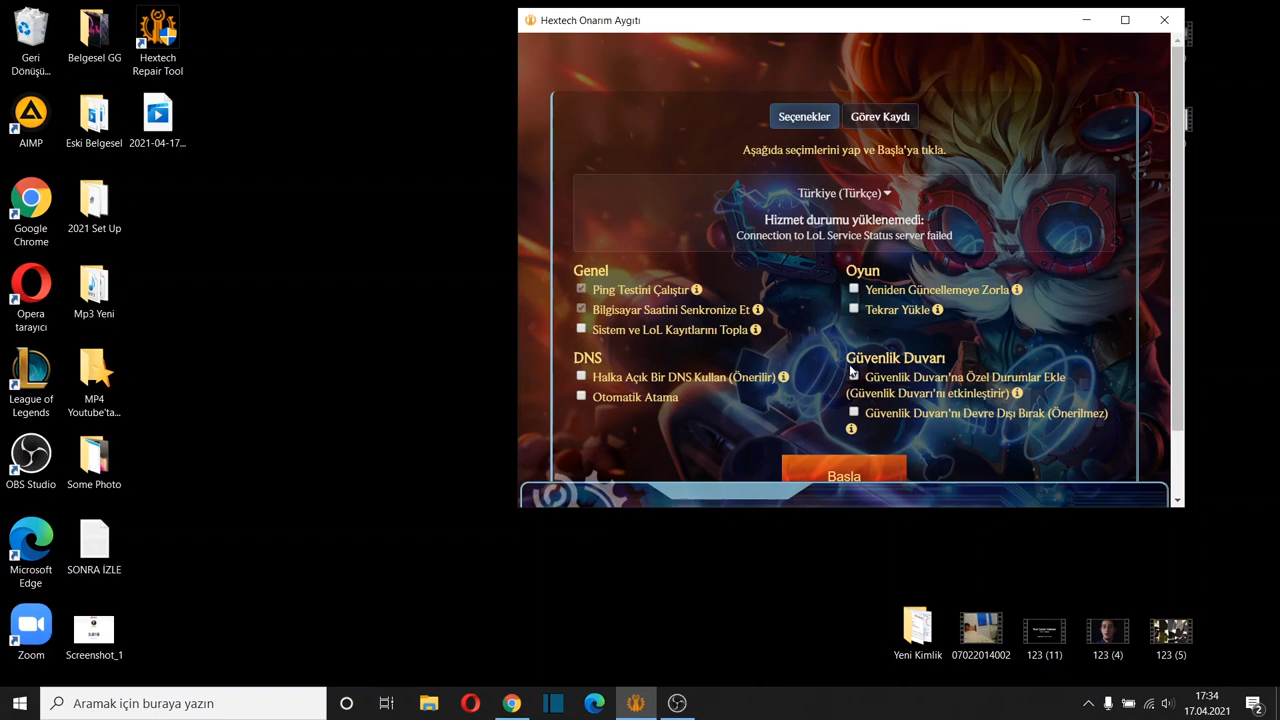 Hextech Onarım Aygıtı
Seçenekler
Görev Kaydı
Aşağıda seçimlerini yap ve Başla'ya tıkla.
Türkiye (Türkçe)
Hizmet durumu yüklenemedi:
Connection to LoL Service Status server failed
Genel
Ping Testini Çalıştır
Bilgisayar Saatini Senkronize Et
Sistem ve LoL Kayıtlarını Topla
DNS
Halka Açık Bir DNS Kullan (Önerilir)
Otomatik Atama
Oyun
Yeniden Güncellemeye Zorla
Tekrar Yükle
Güvenlik Duvarı
Güvenlik Duvarı'na Özel Durumlar Ekle
(Güvenlik Duvarı'nı etkinleştirir)
Güvenlik Duvarı'nı Devre Dışı Bırak (Önerilmez)
Başla
Geri
Dönüşü...
Belgesel GG
Hextech
Repair Tool
AIMP
Eski Belgesel
2021-04-17...
Google
Chrome
2021 Set Up
Opera
tarayıcı
Mp3 Yeni
League of
Legends
MP4
Youtube'ta...
OBS Studio
Some Photo
Microsoft
Edge
SONRA İZLE
Zoom
Screenshot_1
Yeni Kimlik
07022014002
123 (11)
123 (4)
123 (5)
Aramak için buraya yazın
17:34
17.04.2021
2